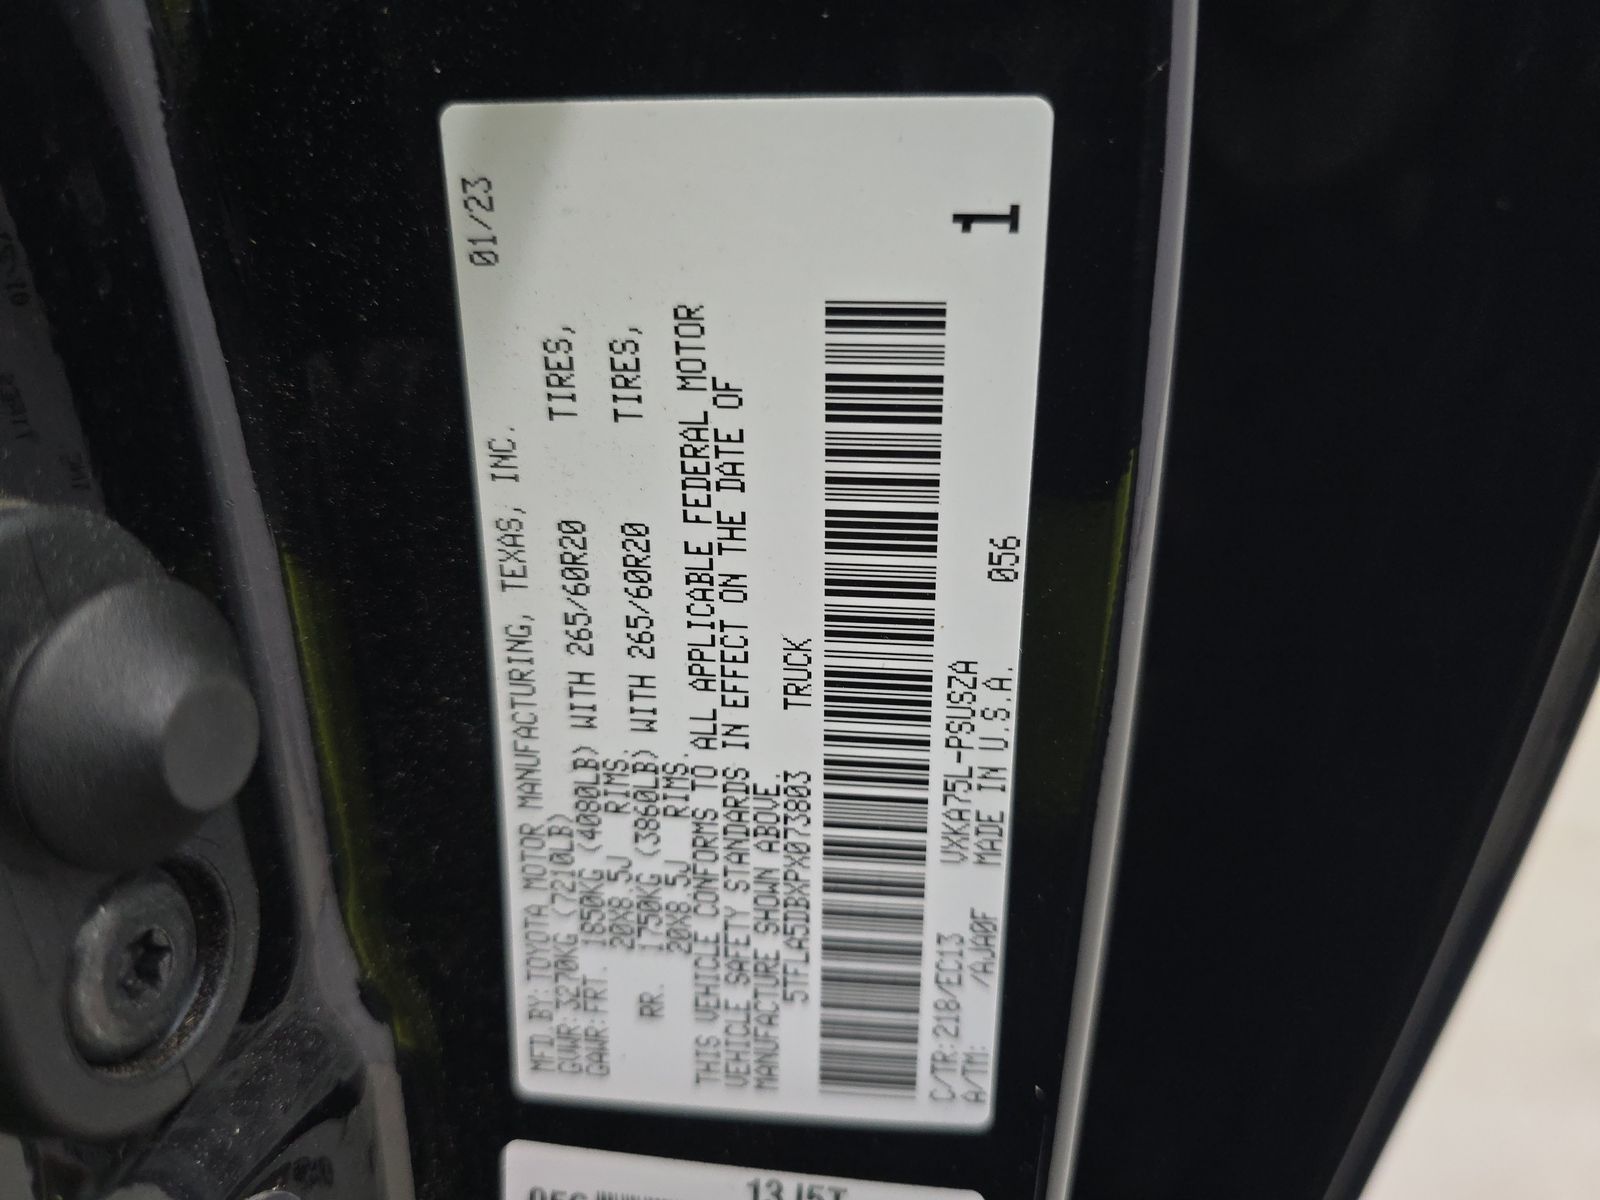 MFD.BY:TOYOTA MOTOR MANUFACTURING, TEXAS, INC. 01/23
GVWR:3270KG (7210LB)
GAWR:FRT. 1850KG (4080LB) WITH 265/60R20 TIRES,
20X8.5J RIMS.
RR. 1750KG (3860LB) WITH 265/60R20 TIRES,
20X8.5J RIMS.
THIS VEHICLE CONFORMS TO ALL APPLICABLE FEDERAL MOTOR
VEHICLE SAFETY STANDARDS IN EFFECT ON THE DATE OF
MANUFACTURE SHOWN ABOVE.
5TFLA5DBXPX073803 TRUCK
1
C/TR:218/EC13 VXKA75L-PSUSZA
A/TM: /AJA0F MADE IN U.S.A. 056